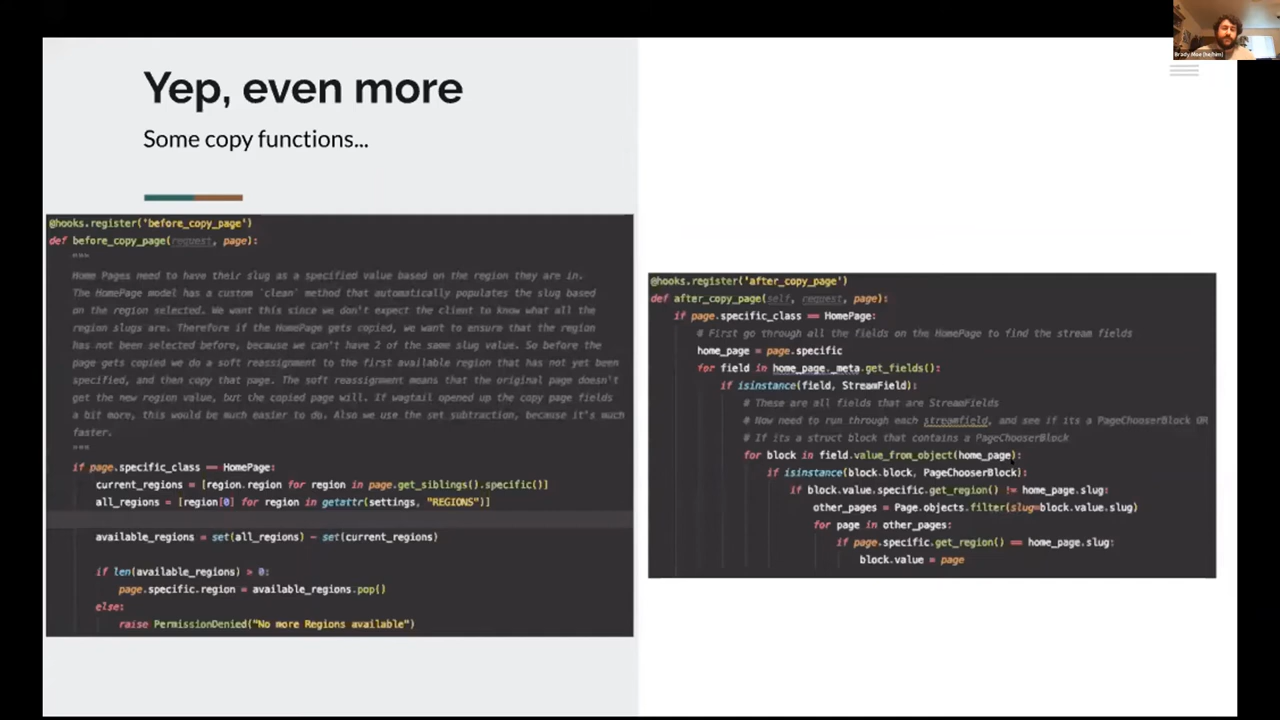 Yep, even more
Some copy functions...
@hooks.register('before_copy_page')
def before_copy_page(request, page):
"""
Home Pages need to have their slug as a specified value based on the region they are in.
The HomePage model has a custom `clean` method that automatically populates the slug based
on the region selected. We want this since we don't expect the client to know what all the
region slugs are. Therefore if the HomePage gets copied, we want to ensure that the region
has not been selected before, because we can't have 2 of the same slug value. So before the
page gets copied we do a soft reassignment to the first available region that has not yet been
specified, and then copy that page. The soft reassignment means that the original page doesn't
get the new region value, but the copied page will. If wagtail opened up the copy page fields
a bit more, this would be much easier to do. Also we use the set subtraction, because it's much
faster.
"""
if page.specific_class == HomePage:
current_regions = [region.region for region in page.get_siblings().specific()]
all_regions = [region[0] for region in getattr(settings, "REGIONS")]
available_regions = set(all_regions) - set(current_regions)
if len(available_regions) > 0:
page.specific.region = available_regions.pop()
else:
raise PermissionDenied("No more Regions available")
@hooks.register('after_copy_page')
def after_copy_page(self, request, page):
if page.specific_class == HomePage:
# First go through all the fields on the HomePage to find the stream fields
home_page = page.specific
for field in home_page._meta.get_fields():
if isinstance(field, StreamField):
# These are all fields that are StreamFields
# Now need to run through each streamfield, and see if its a PageChooserBlock OR
# If its a struct block that contains a PageChooserBlock
for block in field.value_from_object(home_page):
if isinstance(block.block, PageChooserBlock):
if block.value.specific.get_region() != home_page.slug:
other_pages = Page.objects.filter(slug=block.value.slug)
for page in other_pages:
if page.specific.get_region() == home_page.slug:
block.value = page